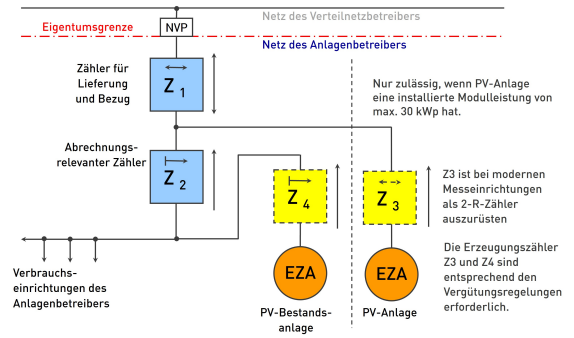 Netz des Verteilnetzbetreibers
Eigentumsgrenze
NVP
Netz des Anlagenbetreibers
Zähler für
Lieferung
und Bezug
Z 1
Nur zulässig, wenn PV-Anlage
eine installierte Modulleistung von
max. 30 kWp hat.
Abrechnungs-
relevanter Zähler
Z 2
Z 4
Z 3
Z3 ist bei modernen
Messeinrichtungen
als 2-R-Zähler
auszurüsten
Die Erzeugungszähler
Z3 und Z4 sind
entsprechend den
Vergütungsregelungen
erforderlich.
EZA
EZA
Verbrauchs-
einrichtungen des
Anlagenbetreibers
PV-Bestands-
anlage
PV-Anlage